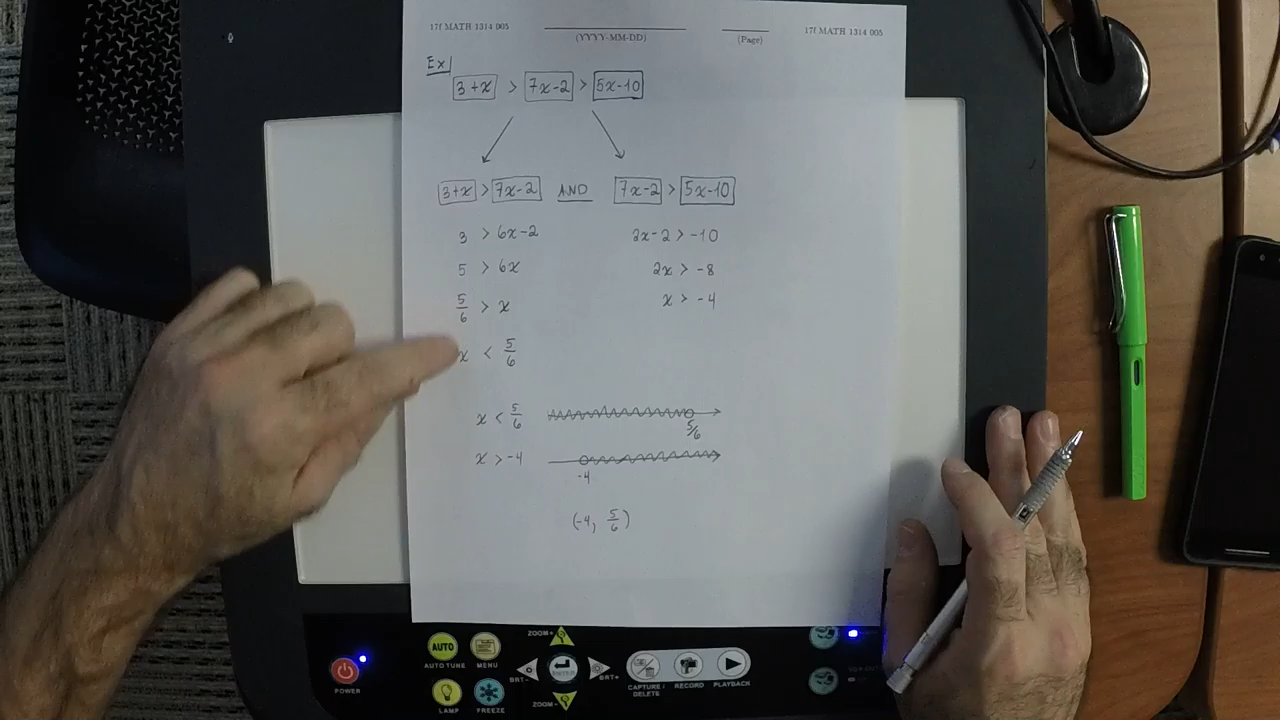 17f MATH 1314 005
(YYYY-MM-DD)
(Page)
17f MATH 1314 005
Ex
3+x > 7x-2 > 5x-10
3+x > 7x-2 AND 7x-2 > 5x-10
3 > 6x-2
2x-2 > -10
5 > 6x
2x > -8
5/6 > x
x > -4
x < 5/6
x < 5/6
5/6
x > -4
-4
(-4, 5/6)
POWER
AUTO
AUTO TUNE
MENU
LAMP
FREEZE
ZOOM+
BRT-
ENTER
BRT+
ZOOM-
CAPTURE / DELETE
RECORD
PLAYBACK